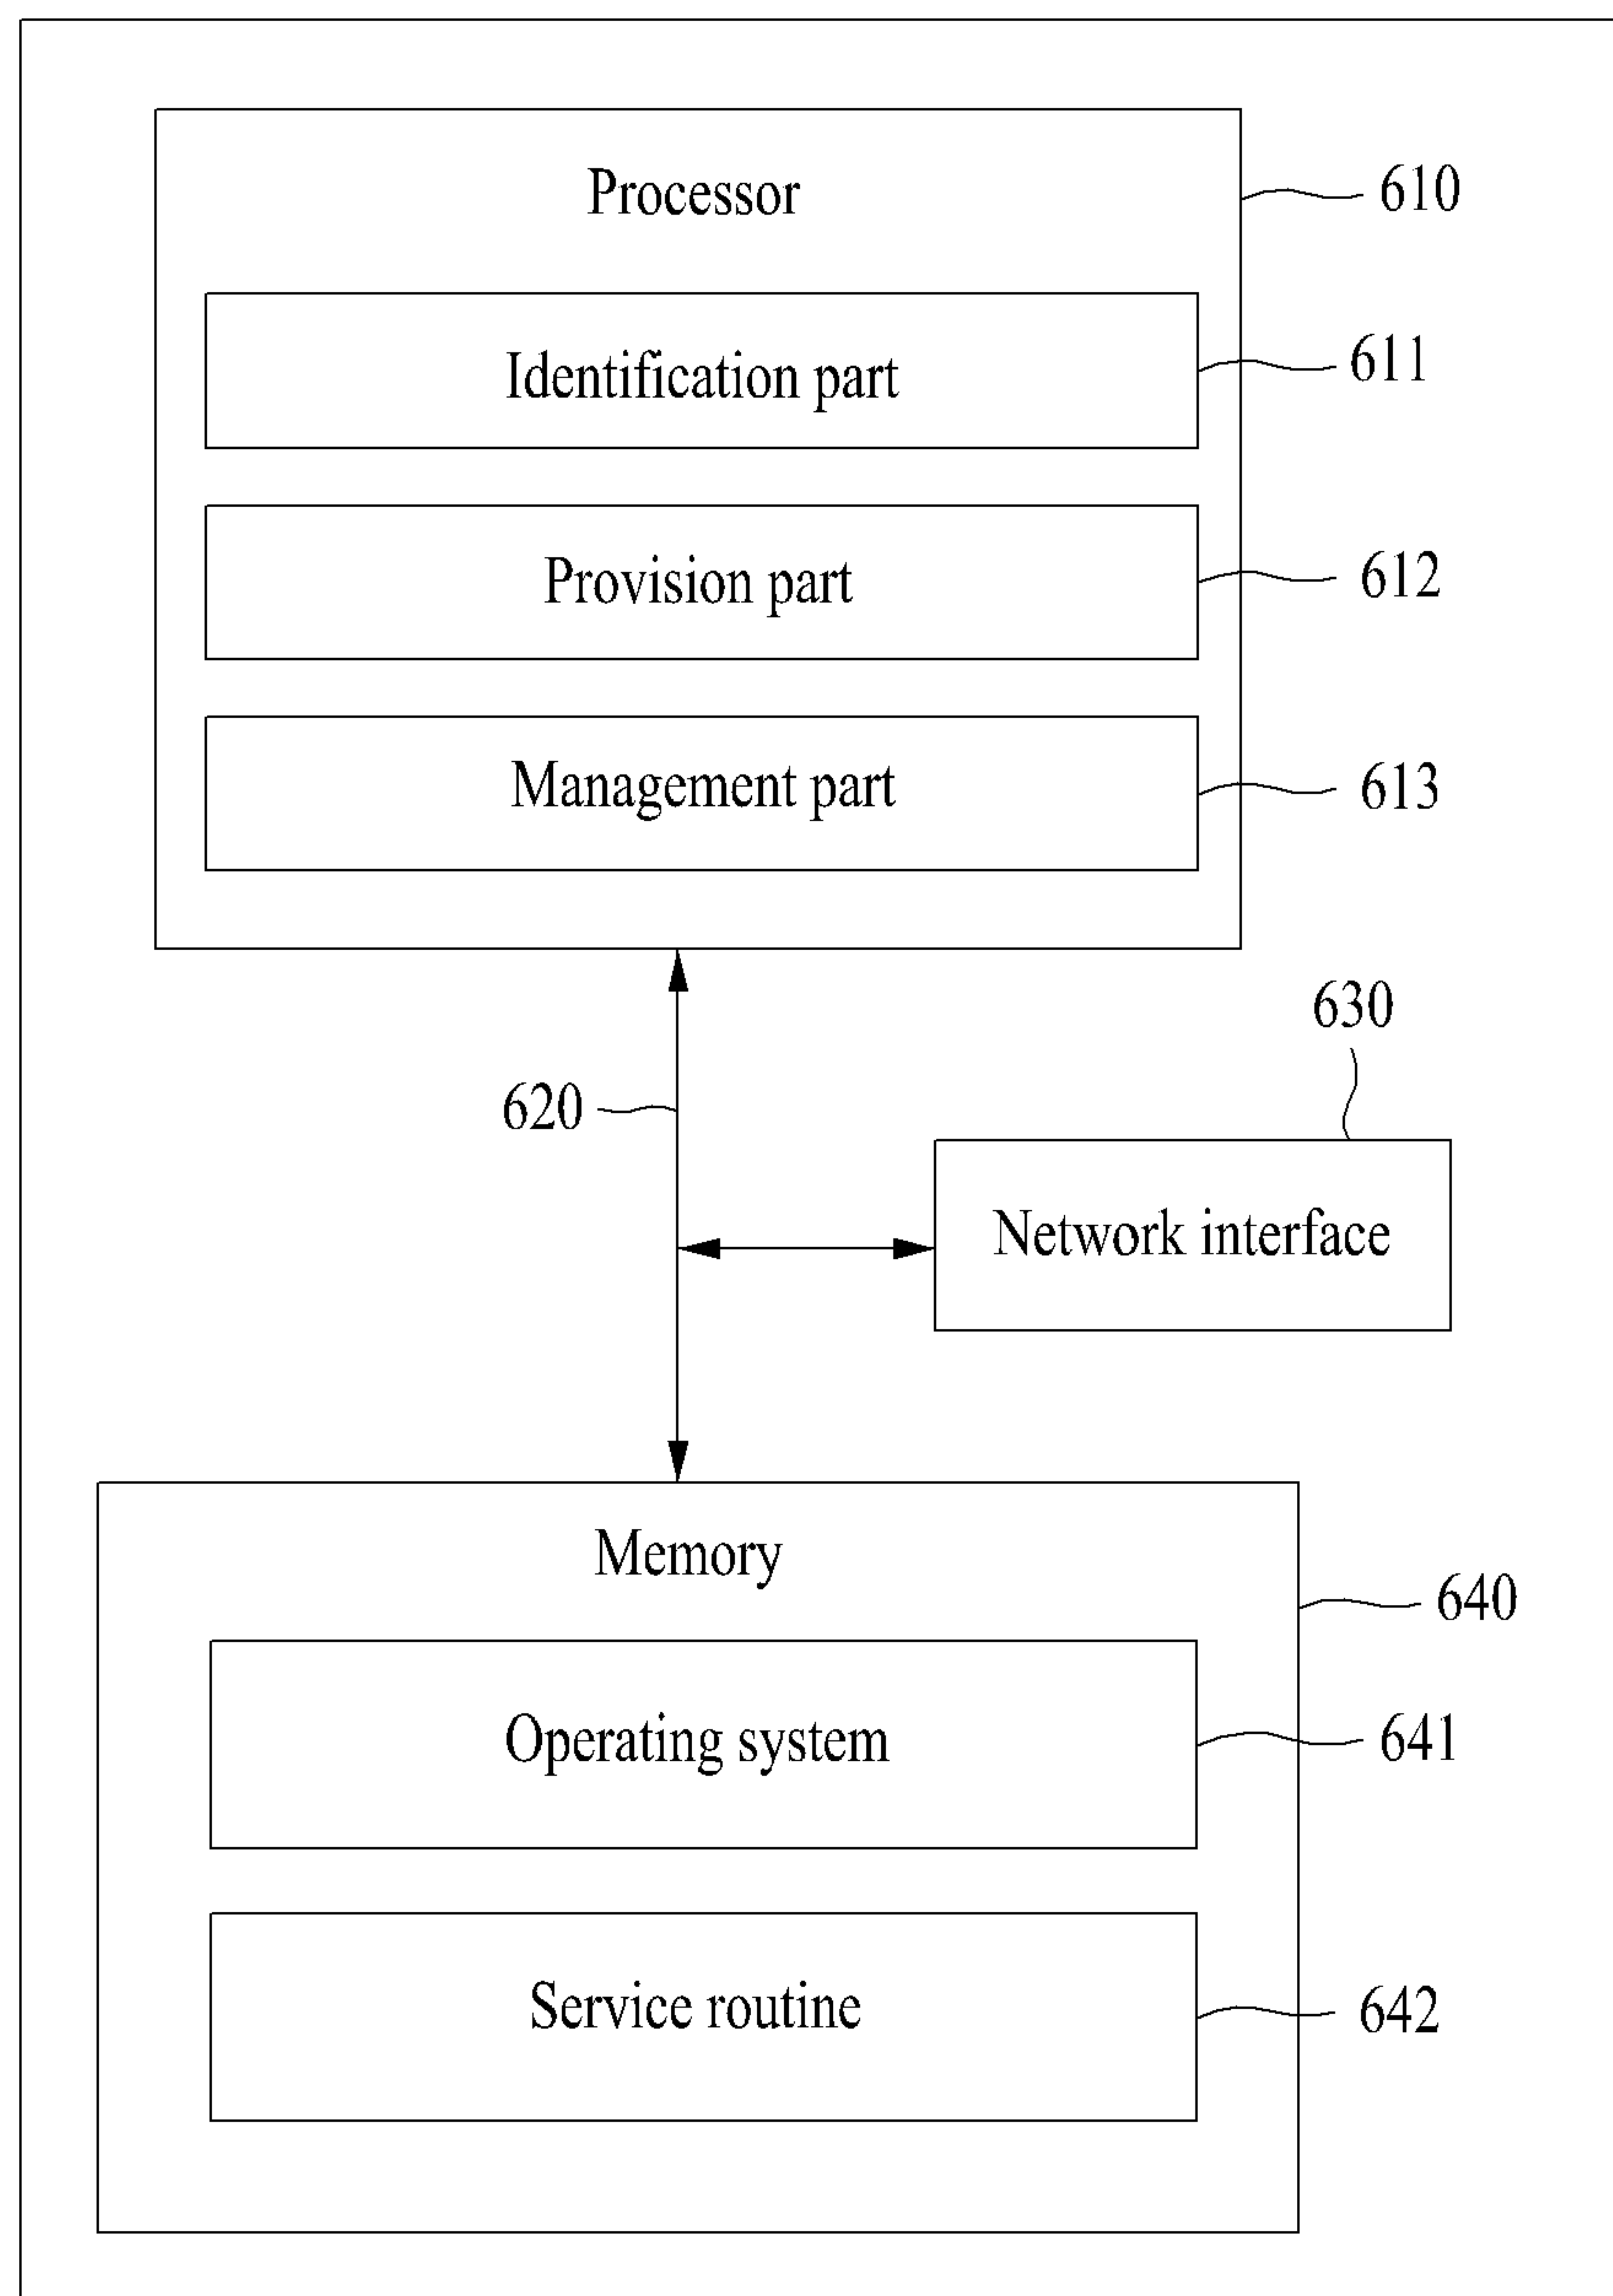 Processor
610
Identification part
611
Provision part
612
Management part
613
630
620
Network interface
Memory
640
Operating system
641
Service routine
642